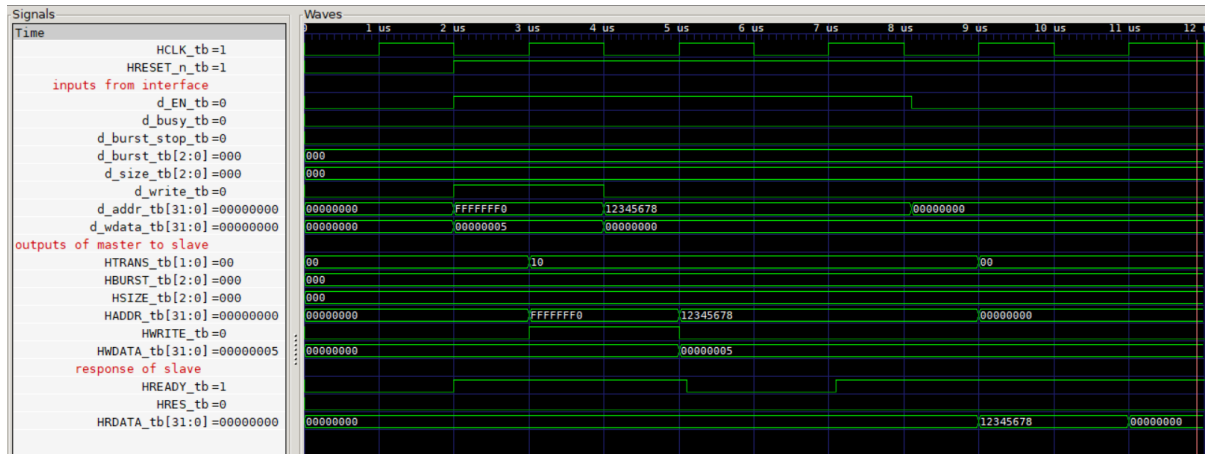 Signals
Waves
Time
0 1 us 2 us 3 us 4 us 5 us 6 us 7 us 8 us 9 us 10 us 11 us 12
HCLK_tb=1
HRESET_n_tb=1
inputs from interface
d_EN_tb=0
d_busy_tb=0
d_burst_stop_tb=0
d_burst_tb[2:0]=000 000
d_size_tb[2:0]=000 000
d_write_tb=0
d_addr_tb[31:0]=00000000 00000000 FFFFFFF0 12345678 00000000
d_wdata_tb[31:0]=00000000 00000000 00000005 00000000
outputs of master to slave
HTRANS_tb[1:0]=00 00 10 00
HBURST_tb[2:0]=000 000
HSIZE_tb[2:0]=000 000
HADDR_tb[31:0]=00000000 00000000 FFFFFFF0 12345678 00000000
HWRITE_tb=0
HWDATA_tb[31:0]=00000005 00000000 00000005
response of slave
HREADY_tb=1
HRES_tb=0
HRDATA_tb[31:0]=00000000 00000000 12345678 00000000